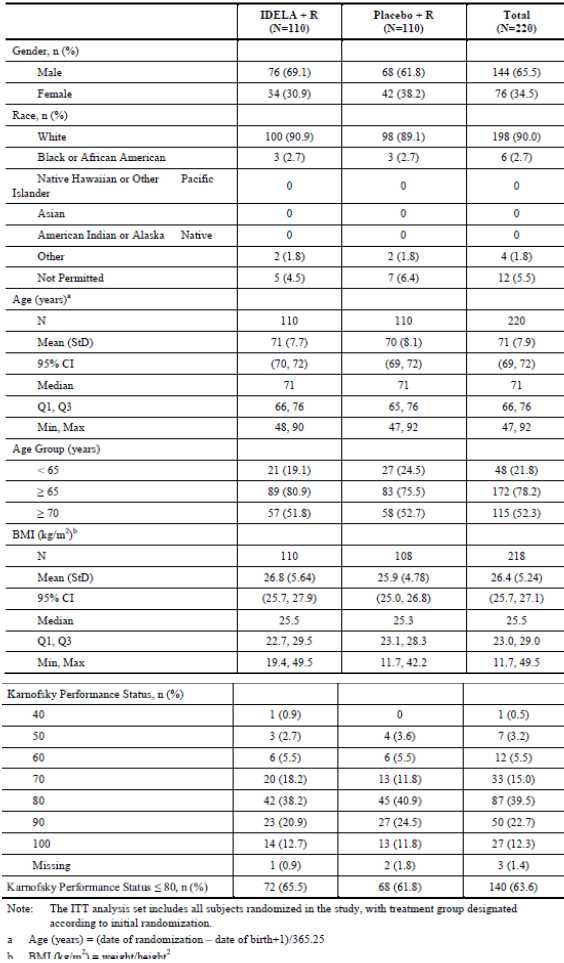 IDELA + R Placebo + R Total
(N=110) (N=110) (N=220)
Gender, n (%)
Male 76 (69.1) 68 (61.8) 144 (65.5)
Female 34 (30.9) 42 (38.2) 76 (34.5)
Race, n (%)
White 100 (90.9) 98 (89.1) 198 (90.0)
Black or African American 3 (2.7) 3 (2.7) 6 (2.7)
Native Hawaiian or Other Pacific
Islander 0 0 0
Asian 0 0 0
American Indian or Alaska Native 0 0 0
Other 2 (1.8) 2 (1.8) 4 (1.8)
Not Permitted 5 (4.5) 7 (6.4) 12 (5.5)
Age (years)a
N 110 110 220
Mean (StD) 71 (7.7) 70 (8.1) 71 (7.9)
95% CI (70, 72) (69, 72) (69, 72)
Median 71 71 71
Q1, Q3 66, 76 65, 76 66, 76
Min, Max 48, 90 47, 92 47, 92
Age Group (years)
< 65 21 (19.1) 27 (24.5) 48 (21.8)
≥ 65 89 (80.9) 83 (75.5) 172 (78.2)
≥ 70 57 (51.8) 58 (52.7) 115 (52.3)
BMI (kg/m²)b
N 110 108 218
Mean (StD) 26.8 (5.64) 25.9 (4.78) 26.4 (5.24)
95% CI (25.7, 27.9) (25.0, 26.8) (25.7, 27.1)
Median 25.5 25.3 25.5
Q1, Q3 22.7, 29.5 23.1, 28.3 23.0, 29.0
Min, Max 19.4, 49.5 11.7, 42.2 11.7, 49.5
Karnofsky Performance Status, n (%)
40 1 (0.9) 0 1 (0.5)
50 3 (2.7) 4 (3.6) 7 (3.2)
60 6 (5.5) 6 (5.5) 12 (5.5)
70 20 (18.2) 13 (11.8) 33 (15.0)
80 42 (38.2) 45 (40.9) 87 (39.5)
90 23 (20.9) 27 (24.5) 50 (22.7)
100 14 (12.7) 13 (11.8) 27 (12.3)
Missing 1 (0.9) 2 (1.8) 3 (1.4)
Karnofsky Performance Status ≤ 80, n (%) 72 (65.5) 68 (61.8) 140 (63.6)
Note: The ITT analysis set includes all subjects randomized in the study, with treatment group designated
according to initial randomization.
a Age (years) = (date of randomization – date of birth+1)/365.25
b BMI (kg/m²) = weight/height²